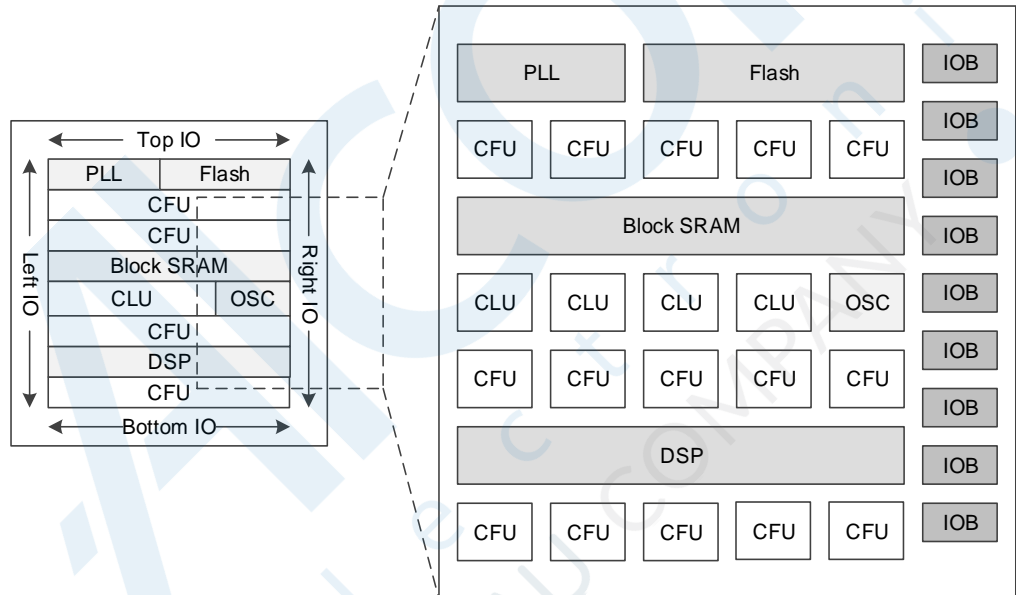 Top IO
PLL Flash
CFU
CFU
Block SRAM
CLU OSC
CFU
DSP
CFU
Bottom IO
Left IO
Right IO
PLL Flash IOB
IOB
CFU CFU CFU CFU CFU
IOB
Block SRAM IOB
CLU CLU CLU CLU OSC IOB
IOB
CFU CFU CFU CFU CFU
IOB
DSP IOB
CFU CFU CFU CFU CFU IOB
COMPANY